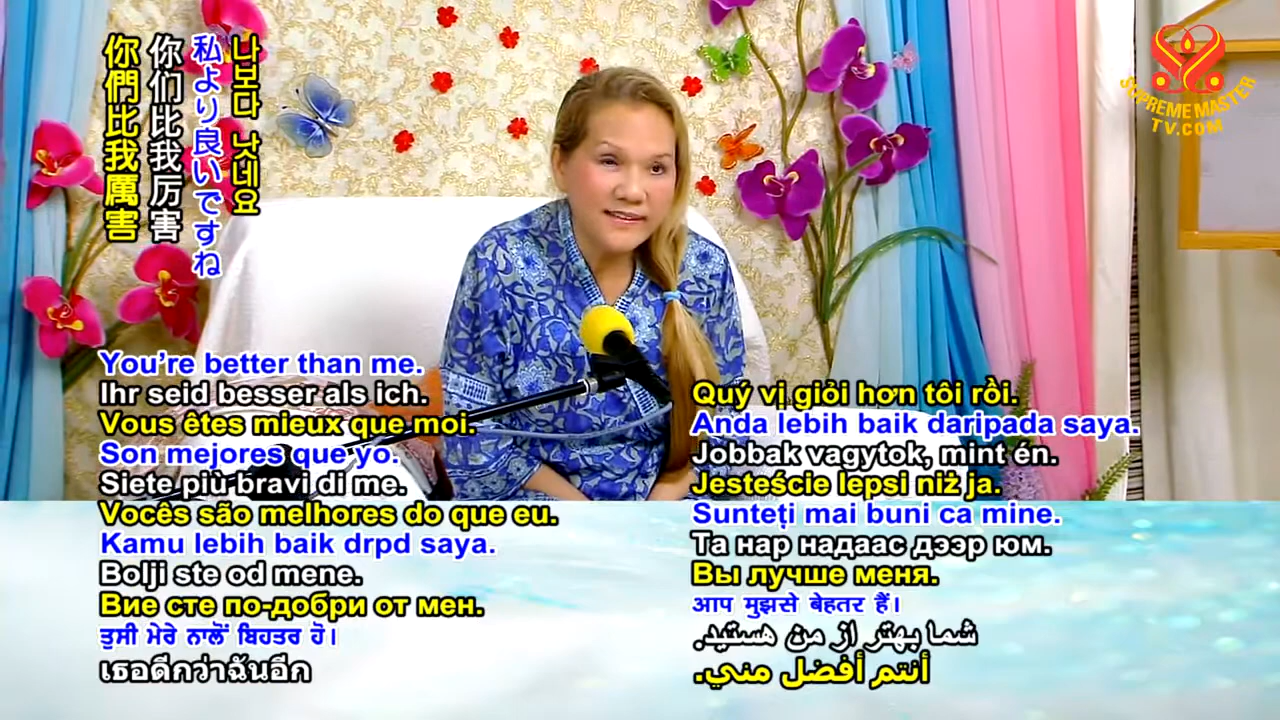 나보다 낫네요
私より良いですね
你们比我厉害
你們比我厲害
SUPREME MASTER
TV.COM
You're better than me.
Ihr seid besser als ich.
Vous êtes mieux que moi.
Son mejores que yo.
Siete più bravi di me.
Vocês são melhores do que eu.
Kamu lebih baik drpd saya.
Bolji ste od mene.
Вие сте по-добри от мен.
ਤੁਸੀ ਮੇਰੇ ਨਾਲੋਂ ਬਿਹਤਰ ਹੋ।
เธอดีกว่าฉันอีก
Quý vị giỏi hơn tôi rồi.
Anda lebih baik daripada saya.
Jobbak vagytok, mint én.
Jesteście lepsi niż ja.
Sunteți mai buni ca mine.
Та нар надаас дээр юм.
Вы лучше меня.
आप मुझसे बेहतर हैं।
شما بهتر از من هستید.
أنتم أفضل مني.